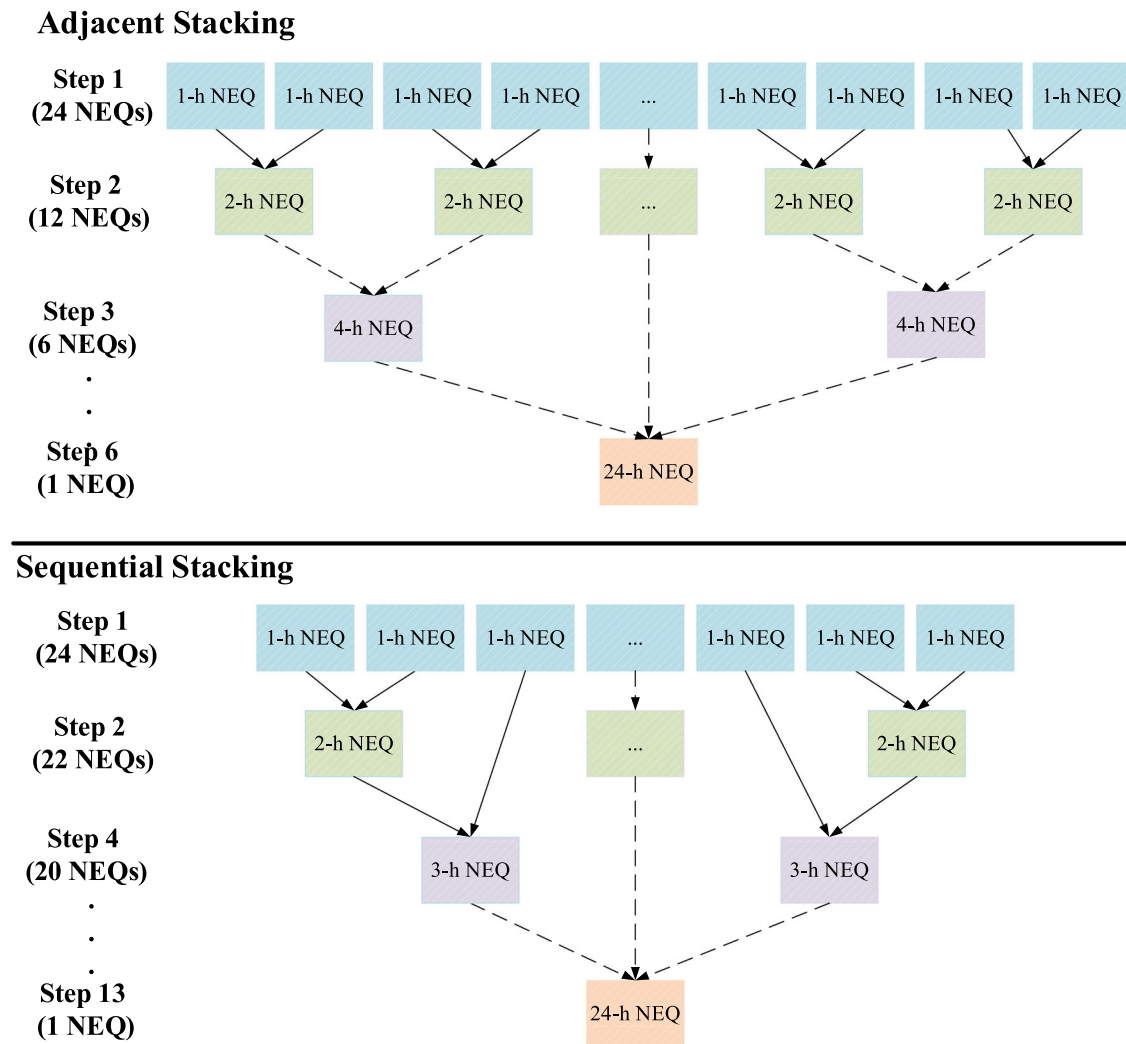 Adjacent Stacking
Step 1
(24 NEQs)
1-h NEQ 1-h NEQ 1-h NEQ 1-h NEQ ... 1-h NEQ 1-h NEQ 1-h NEQ 1-h NEQ
Step 2
(12 NEQs)
2-h NEQ 2-h NEQ ... 2-h NEQ 2-h NEQ
Step 3
(6 NEQs)
4-h NEQ 4-h NEQ
.
.
.
Step 6
(1 NEQ)
24-h NEQ
Sequential Stacking
Step 1
(24 NEQs)
1-h NEQ 1-h NEQ 1-h NEQ ... 1-h NEQ 1-h NEQ 1-h NEQ
Step 2
(22 NEQs)
2-h NEQ ... 2-h NEQ
Step 4
(20 NEQs)
3-h NEQ 3-h NEQ
.
.
.
Step 13
(1 NEQ)
24-h NEQ